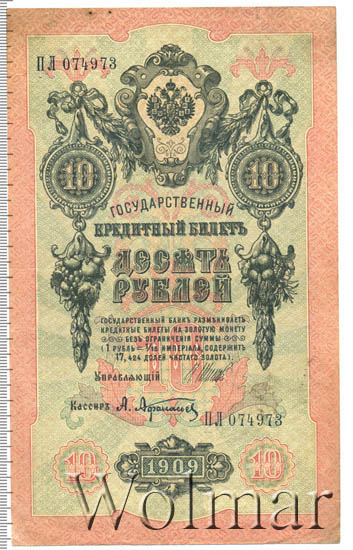 ПЛ 074973
10 10
ГОСУДАРСТВЕННЫЙ
КРЕДИТНЫЙ БИЛЕТЪ
ДЕСЯТЬ
РУБЛЕЙ
ГОСУДАРСТВЕННЫЙ БАНКЪ РАЗМѢНИВАЕТЪ
КРЕДИТНЫЕ БИЛЕТЫ НА ЗОЛОТУЮ МОНЕТУ
БЕЗЪ ОГРАНИЧЕНІЯ СУММЫ
(1 РУБЛЬ = 1/15 ИМПЕРІАЛА, СОДЕРЖИТЪ
17,424 ДОЛЕЙ ЧИСТАГО ЗОЛОТА).
10
Управляющій
Кассиръ А. Афанасьев
ПЛ 074973
10 1909 10
Wolmar